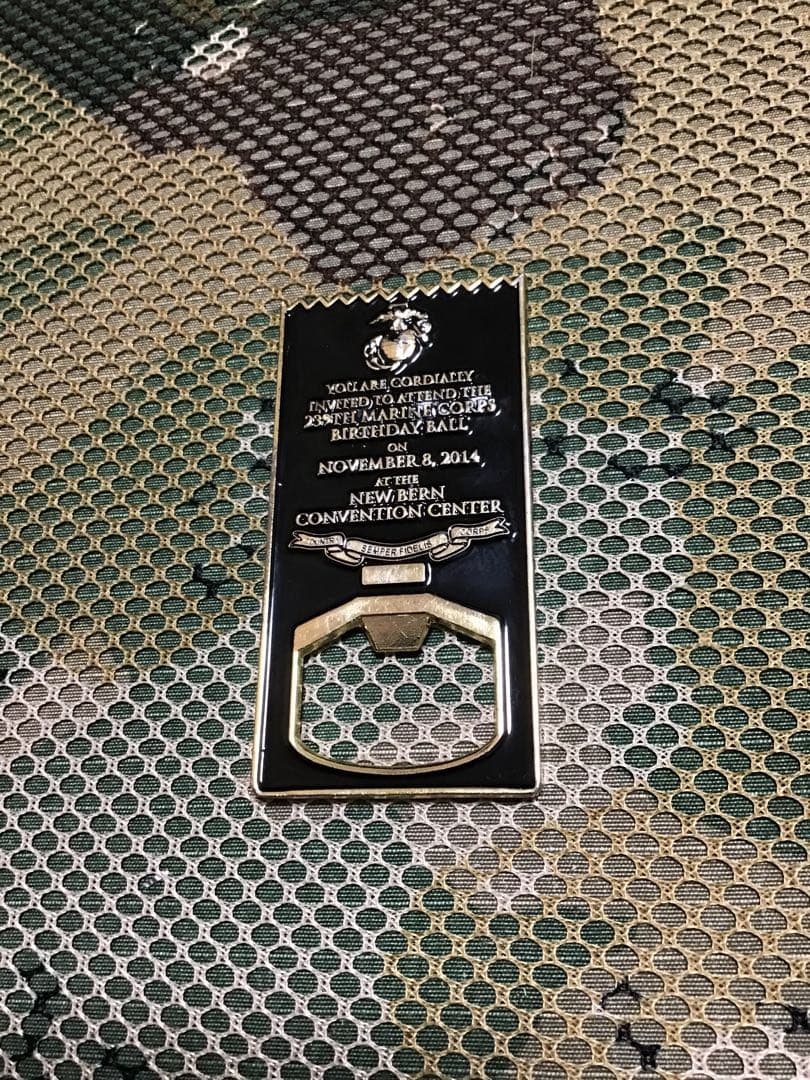 YOU ARE CORDIALLY
INVITED TO ATTEND THE
239TH MARINE CORPS
BIRTHDAY BALL
ON
NOVEMBER 8, 2014
AT THE
NEW BERN
CONVENTION CENTER
SEMPER FIDELIS CORPS